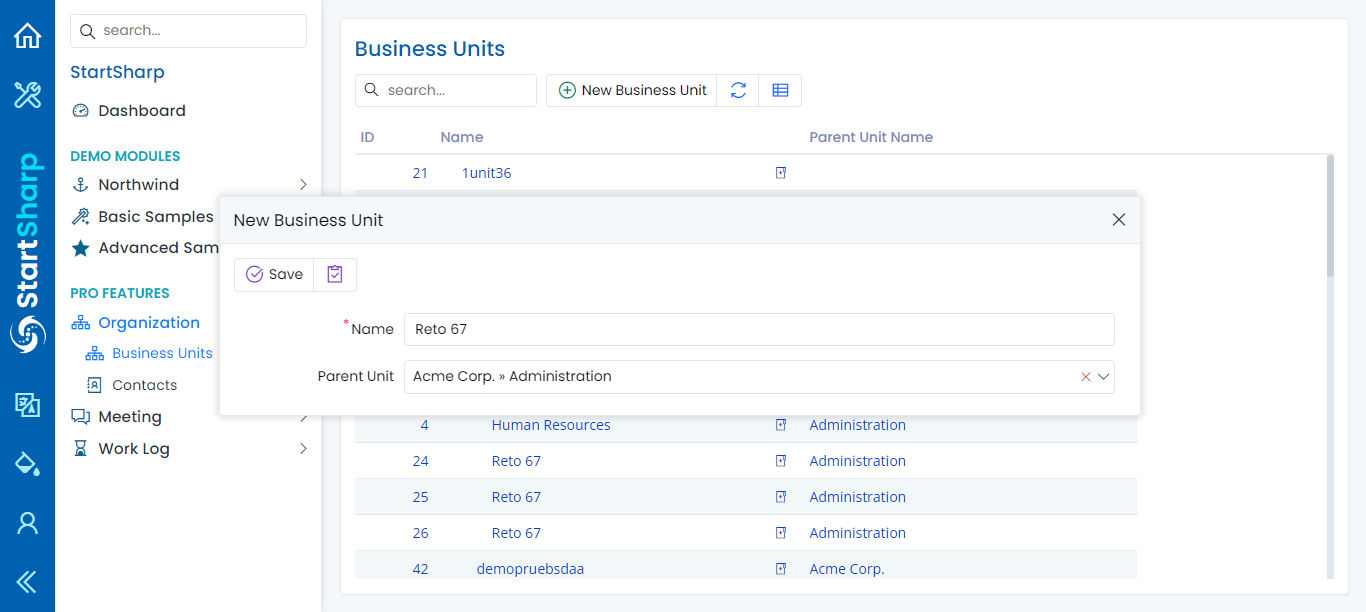 StartSharp
search...
StartSharp
Dashboard
DEMO MODULES
Northwind
Basic Samples
Advanced Sam
PRO FEATURES
Organization
Business Units
Contacts
Meeting
Work Log
Business Units
search...
New Business Unit
ID Name Parent Unit Name
21 1unit36
New Business Unit
Save
* Name Reto 67
Parent Unit Acme Corp. » Administration
4 Human Resources Administration
24 Reto 67 Administration
25 Reto 67 Administration
26 Reto 67 Administration
42 demopruebsdaa Acme Corp.